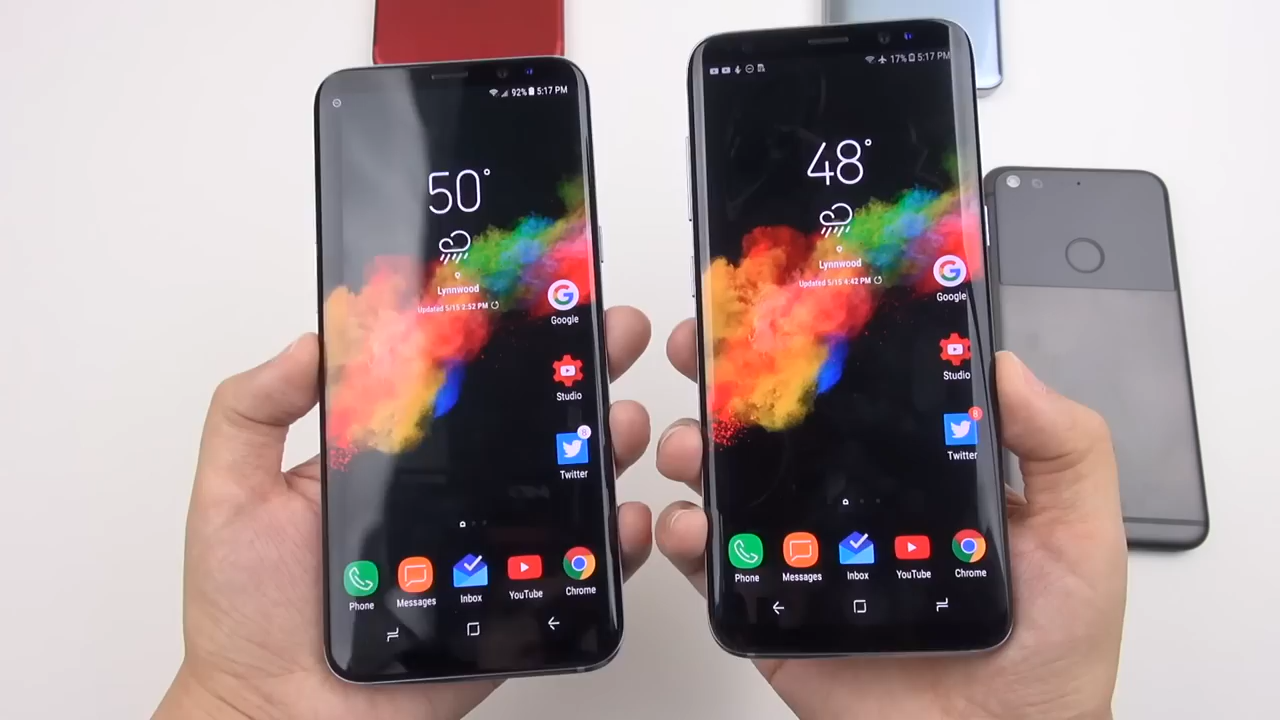 92% 5:17 PM
50°
Lynnwood
Updated 5/15 2:52 PM
Google
Studio
8
Twitter
Phone
Messages
Inbox
YouTube
Chrome
17% 5:17 PM
48°
Lynnwood
Updated 5/15 4:42 PM
Google
Studio
8
Twitter
Phone
Messages
Inbox
YouTube
Chrome